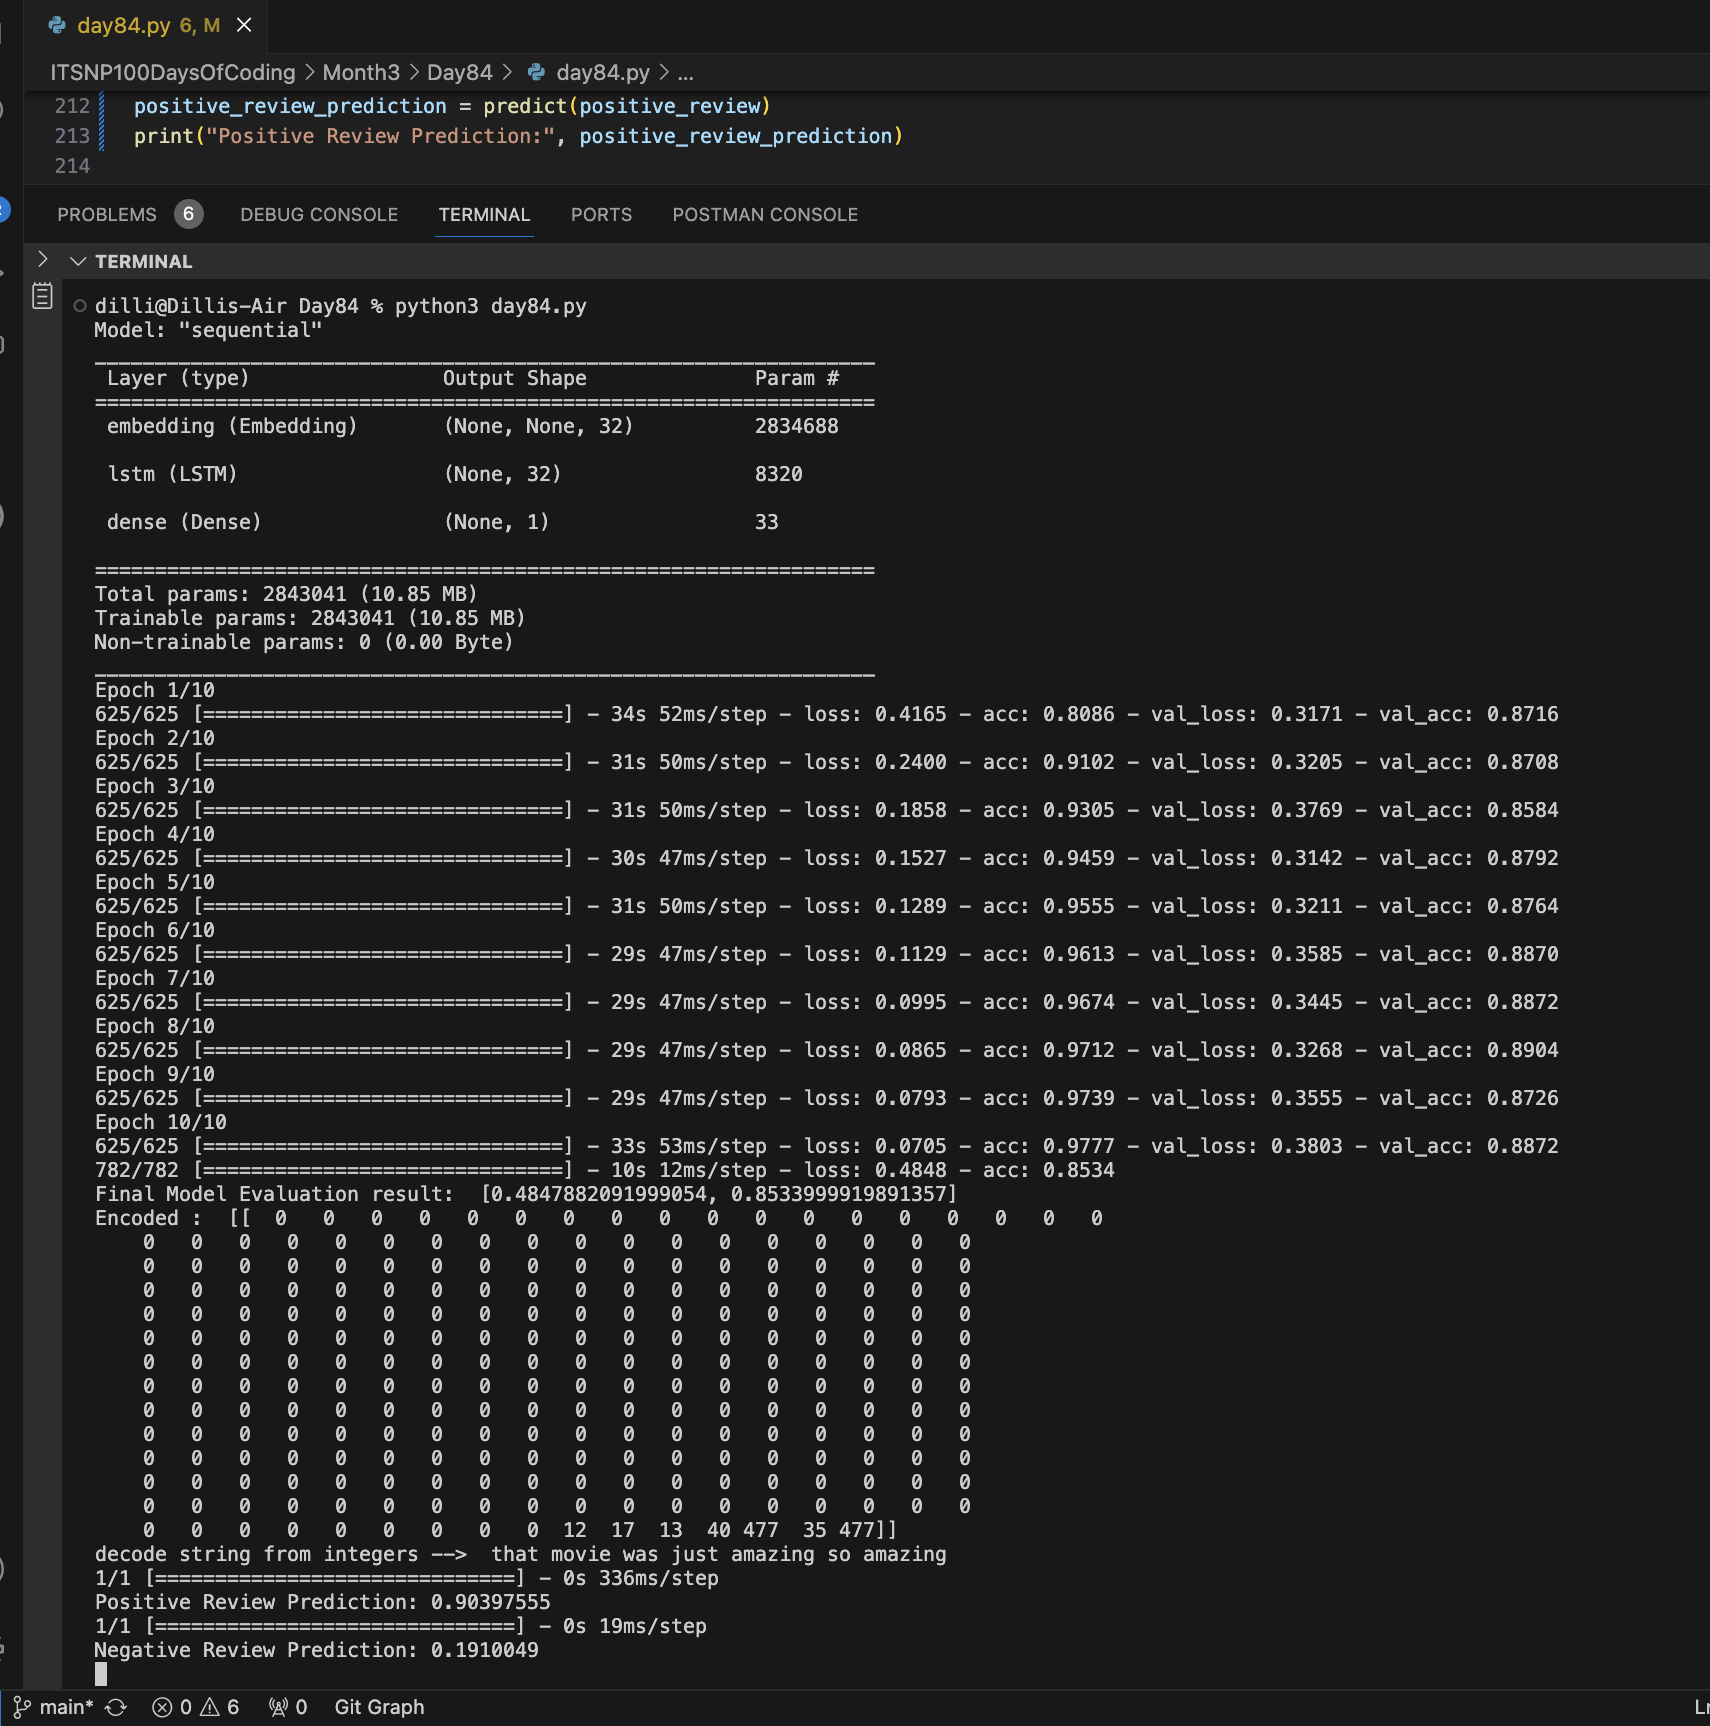 day84.py 6, M
ITSNP100DaysOfCoding > Month3 > Day84 > day84.py > ...
212 positive_review_prediction = predict(positive_review)
213 print("Positive Review Prediction:", positive_review_prediction)
214
PROBLEMS 6 DEBUG CONSOLE TERMINAL PORTS POSTMAN CONSOLE
TERMINAL
dilli@Dillis-Air Day84 % python3 day84.py
Model: "sequential"
_________________________________________________________________
Layer (type) Output Shape Param #
=================================================================
embedding (Embedding) (None, None, 32) 2834688
lstm (LSTM) (None, 32) 8320
dense (Dense) (None, 1) 33
=================================================================
Total params: 2843041 (10.85 MB)
Trainable params: 2843041 (10.85 MB)
Non-trainable params: 0 (0.00 Byte)
_________________________________________________________________
Epoch 1/10
625/625 [==============================] - 34s 52ms/step - loss: 0.4165 - acc: 0.8086 - val_loss: 0.3171 - val_acc: 0.8716
Epoch 2/10
625/625 [==============================] - 31s 50ms/step - loss: 0.2400 - acc: 0.9102 - val_loss: 0.3205 - val_acc: 0.8708
Epoch 3/10
625/625 [==============================] - 31s 50ms/step - loss: 0.1858 - acc: 0.9305 - val_loss: 0.3769 - val_acc: 0.8584
Epoch 4/10
625/625 [==============================] - 30s 47ms/step - loss: 0.1527 - acc: 0.9459 - val_loss: 0.3142 - val_acc: 0.8792
Epoch 5/10
625/625 [==============================] - 31s 50ms/step - loss: 0.1289 - acc: 0.9555 - val_loss: 0.3211 - val_acc: 0.8764
Epoch 6/10
625/625 [==============================] - 29s 47ms/step - loss: 0.1129 - acc: 0.9613 - val_loss: 0.3585 - val_acc: 0.8870
Epoch 7/10
625/625 [==============================] - 29s 47ms/step - loss: 0.0995 - acc: 0.9674 - val_loss: 0.3445 - val_acc: 0.8872
Epoch 8/10
625/625 [==============================] - 29s 47ms/step - loss: 0.0865 - acc: 0.9712 - val_loss: 0.3268 - val_acc: 0.8904
Epoch 9/10
625/625 [==============================] - 29s 47ms/step - loss: 0.0793 - acc: 0.9739 - val_loss: 0.3555 - val_acc: 0.8726
Epoch 10/10
625/625 [==============================] - 33s 53ms/step - loss: 0.0705 - acc: 0.9777 - val_loss: 0.3803 - val_acc: 0.8872
782/782 [==============================] - 10s 12ms/step - loss: 0.4848 - acc: 0.8534
Final Model Evaluation result: [0.4847882091999054, 0.8533999919891357]
Encoded : [[ 0 0 0 0 0 0 0 0 0 0 0 0 0 0 0 0 0 0
0 0 0 0 0 0 0 0 0 0 0 0 0 0 0 0 0 0
0 0 0 0 0 0 0 0 0 0 0 0 0 0 0 0 0 0
0 0 0 0 0 0 0 0 0 0 0 0 0 0 0 0 0 0
0 0 0 0 0 0 0 0 0 0 0 0 0 0 0 0 0 0
0 0 0 0 0 0 0 0 0 0 0 0 0 0 0 0 0 0
0 0 0 0 0 0 0 0 0 0 0 0 0 0 0 0 0 0
0 0 0 0 0 0 0 0 0 0 0 0 0 0 0 0 0 0
0 0 0 0 0 0 0 0 0 0 0 0 0 0 0 0 0 0
0 0 0 0 0 0 0 0 0 0 0 0 0 0 0 0 0 0
0 0 0 0 0 0 0 0 0 0 0 0 0 0 0 0 0 0
0 0 0 0 0 0 0 0 0 0 0 0 0 0 0 0 0 0
0 0 0 0 0 0 0 0 0 0 0 0 0 0 0 0 0 0
0 0 0 0 0 0 0 0 0 12 17 13 40 477 35 477]]
decode string from integers --> that movie was just amazing so amazing
1/1 [==============================] - 0s 336ms/step
Positive Review Prediction: 0.90397555
1/1 [==============================] - 0s 19ms/step
Negative Review Prediction: 0.1910049
main* 0 6 0 Git Graph